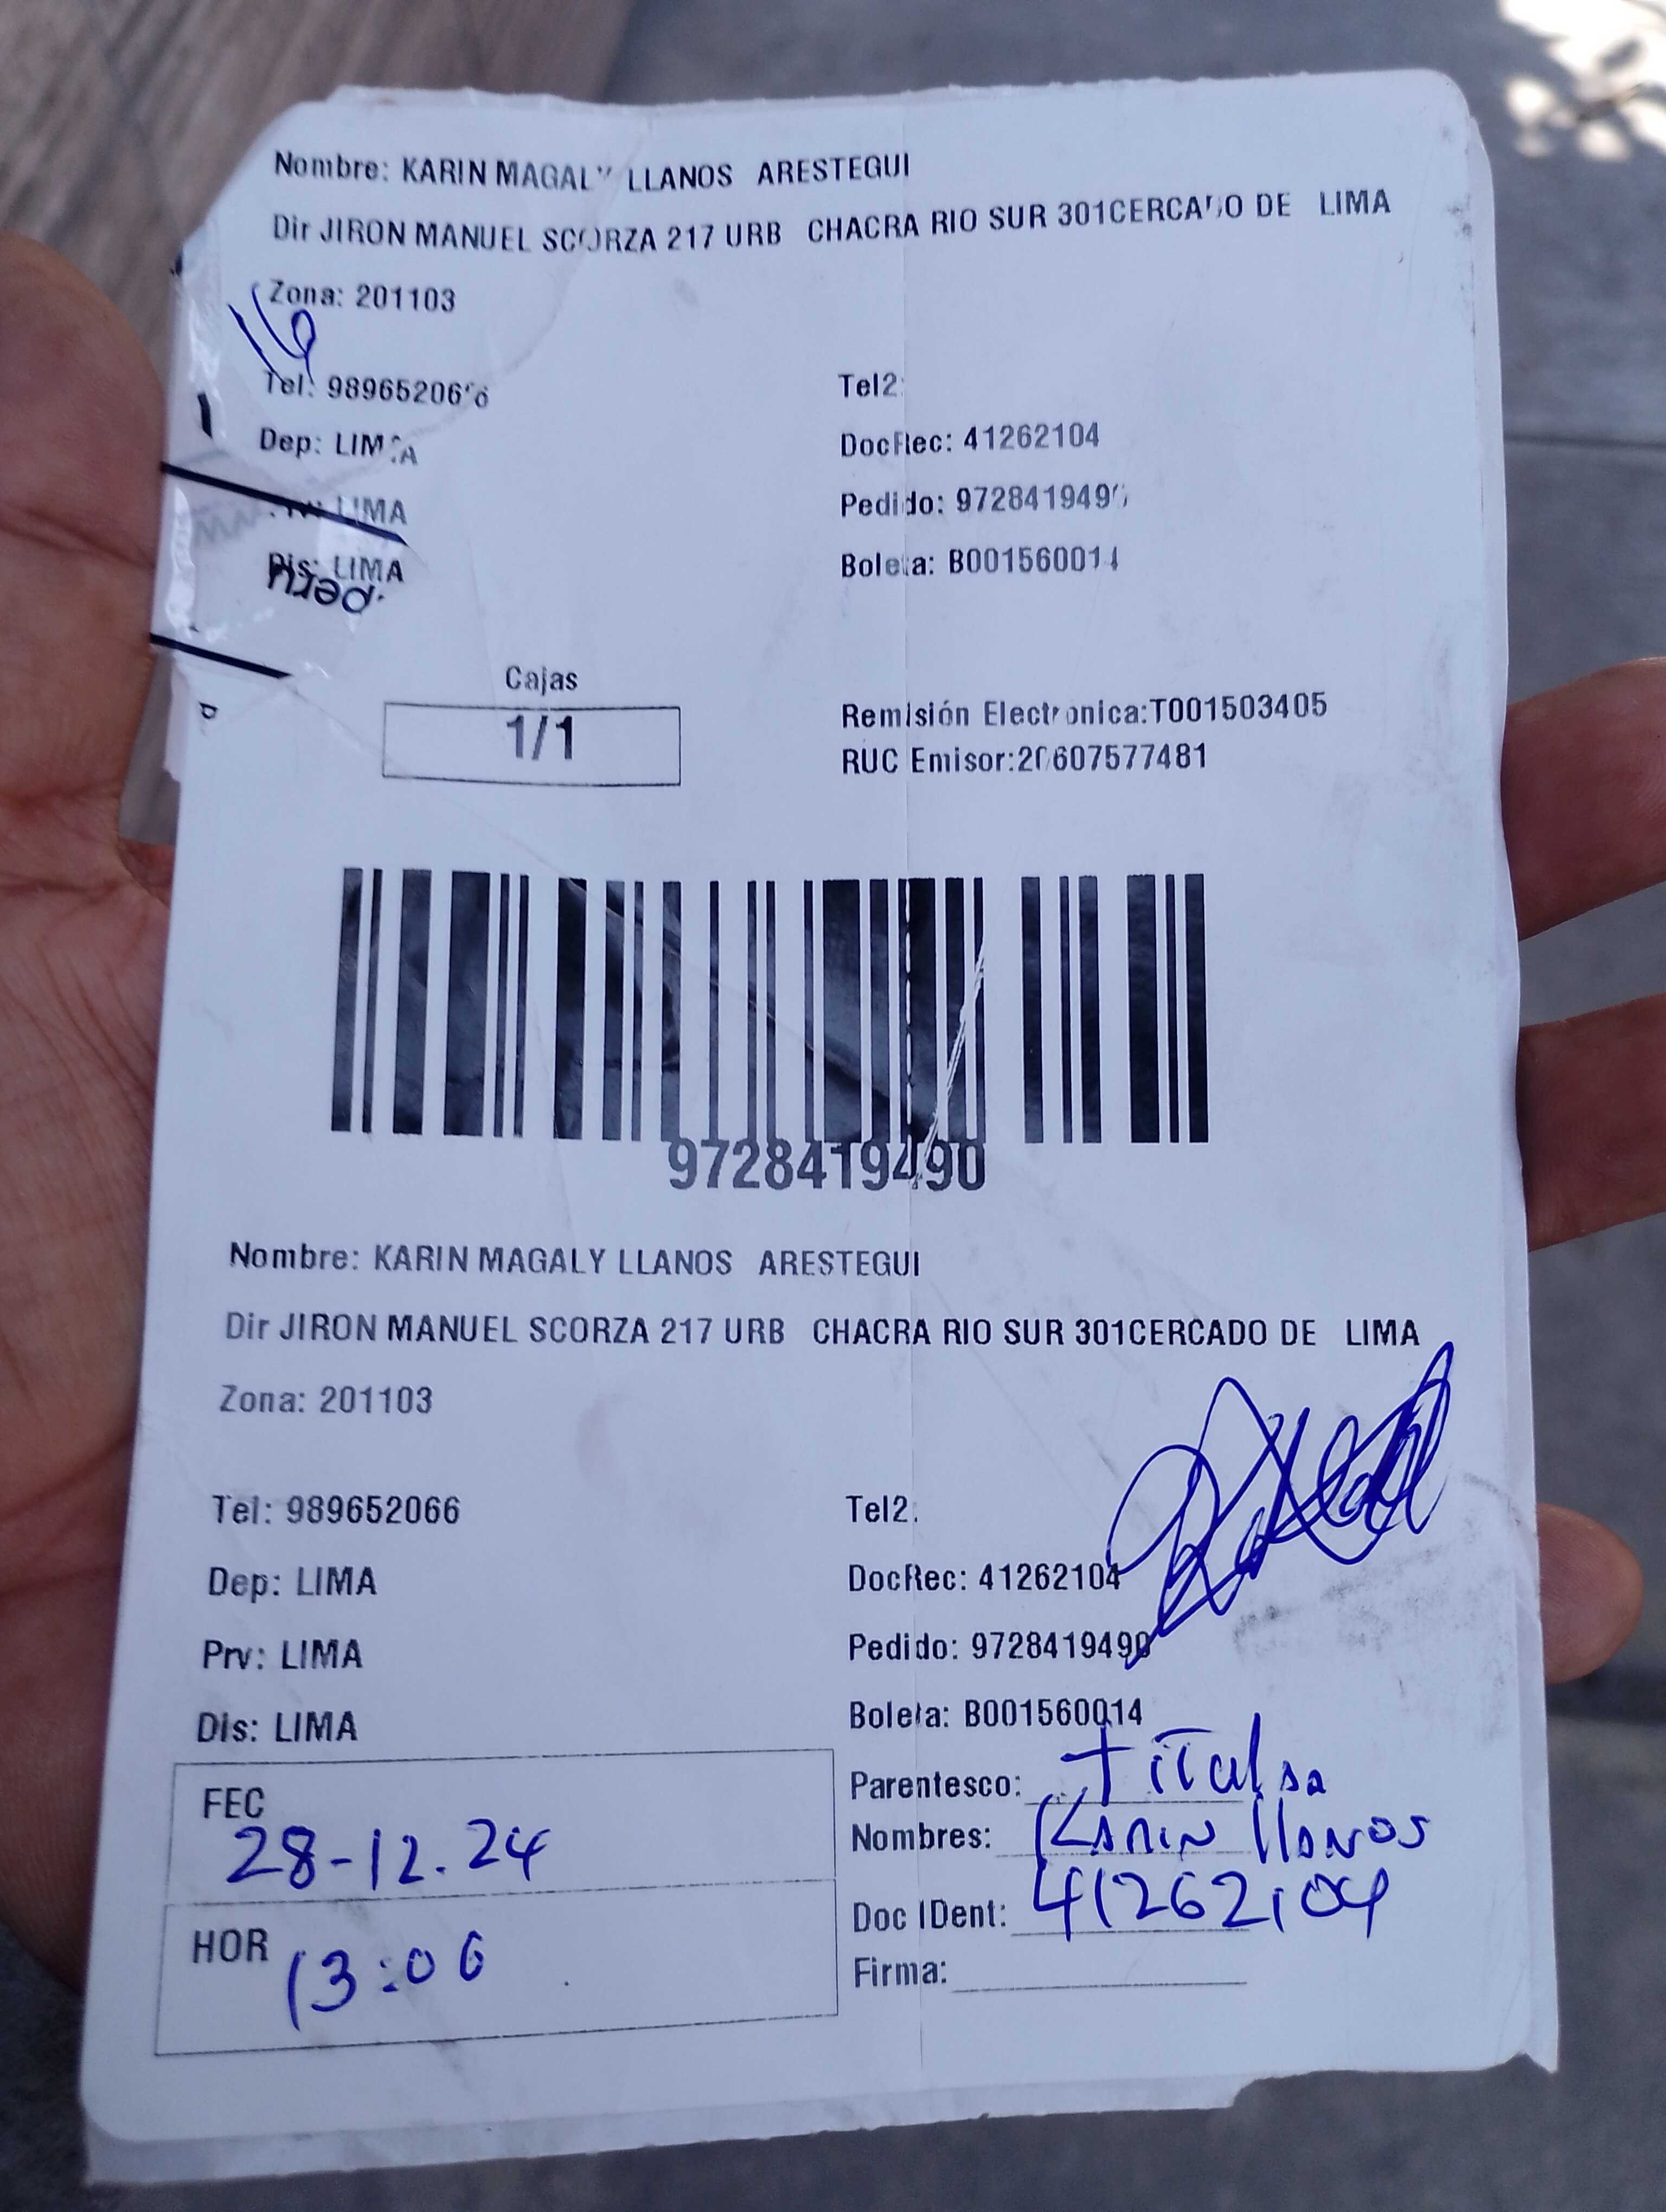 Nombre: KARIN MAGALY LLANOS ARESTEGUI
Dir JIRON MANUEL SCORZA 217 URB CHACRA RIO SUR 301CERCADO DE LIMA
Zona: 201103
16
Tel: 989652066
Tel2:
Dep: LIMA
DocRec: 41262104
LIMA
Pedido: 9728419490
Dis: LIMA
Boleta: B001560014
.peru
Cajas
1/1
Remisión Electronica:T001503405
RUC Emisor:20607577481
9728419490
Nombre: KARIN MAGALY LLANOS ARESTEGUI
Dir JIRON MANUEL SCORZA 217 URB CHACRA RIO SUR 301CERCADO DE LIMA
Zona: 201103
Tel: 989652066
Tel2:
Dep: LIMA
DocRec: 41262104
Prv: LIMA
Pedido: 9728419490
Dis: LIMA
Boleta: B001560014
FEC
28-12.24
Parentesco: titular
Nombres: Karin llanos
Doc IDent: 41262104
HOR
13:06
Firma: